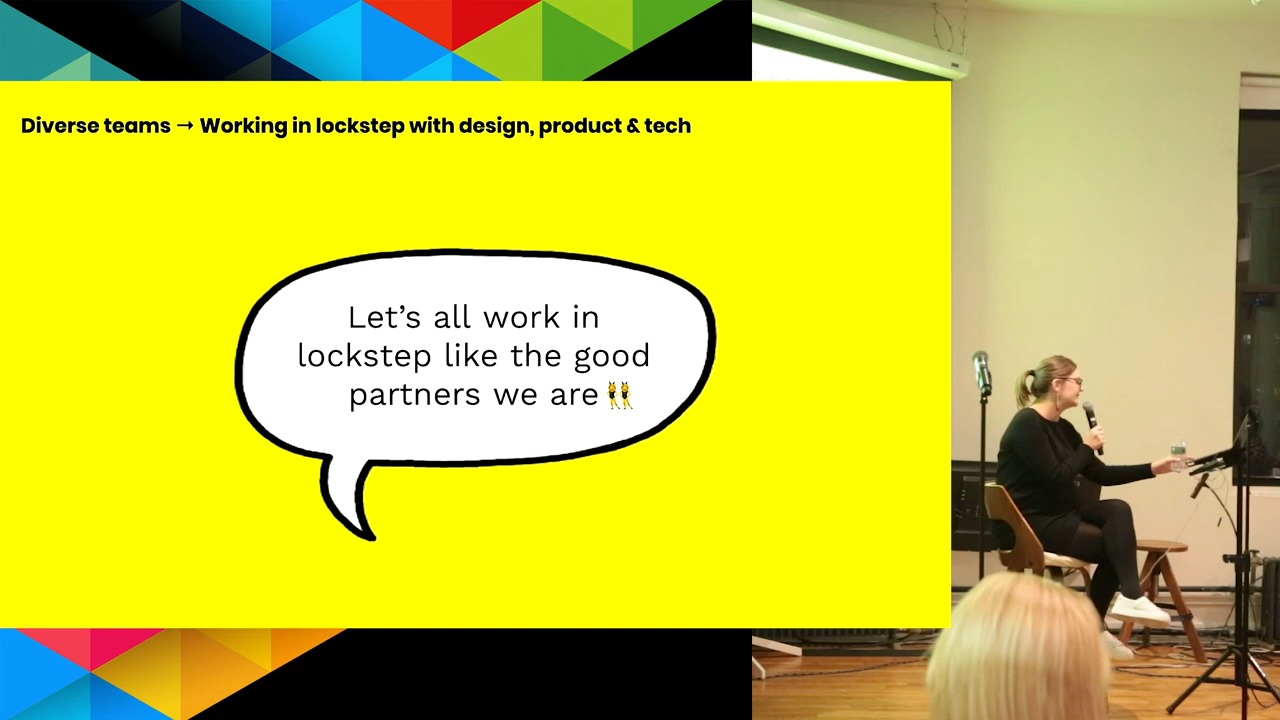 Diverse teams → Working in lockstep with design, product & tech
Let’s all work in
lockstep like the good
partners we are👯